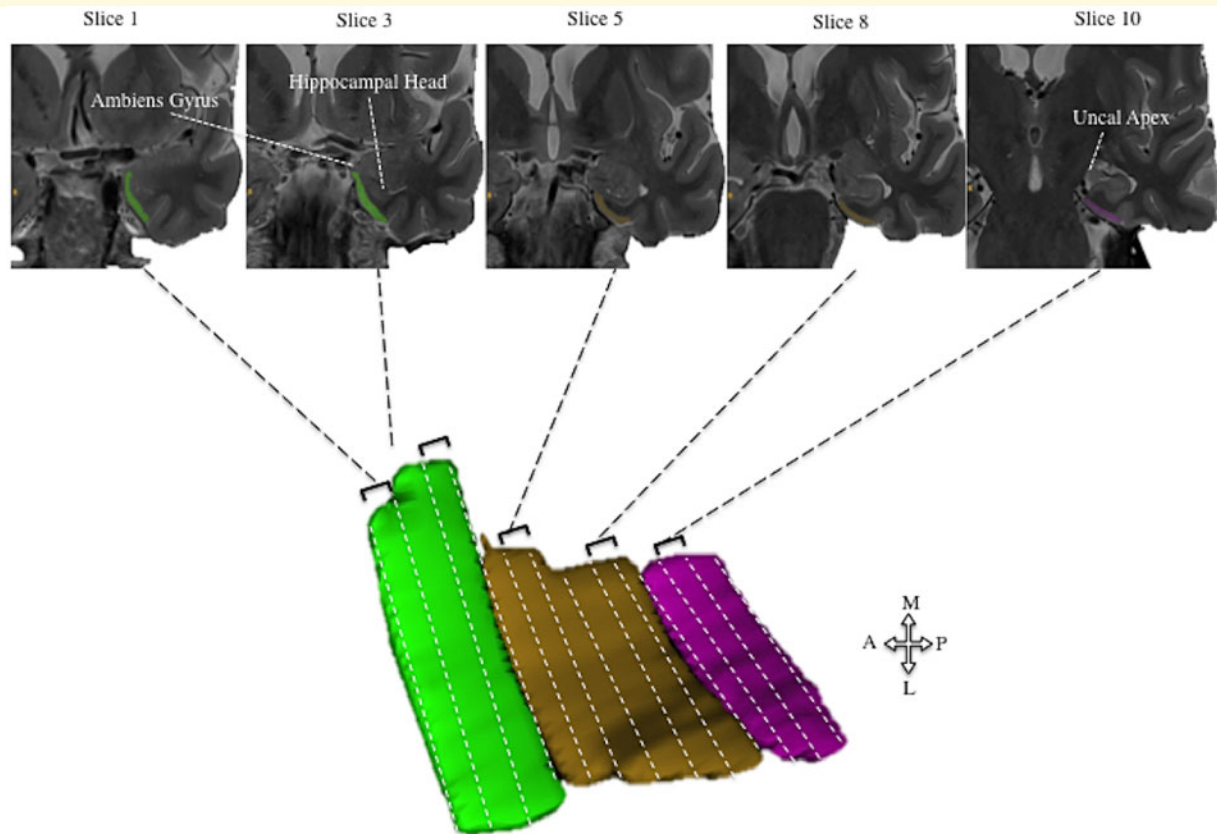 Slice 1
Slice 3
Slice 5
Slice 8
Slice 10
Hippocampal Head
Ambiens Gyrus
Uncal Apex
M
A
P
L